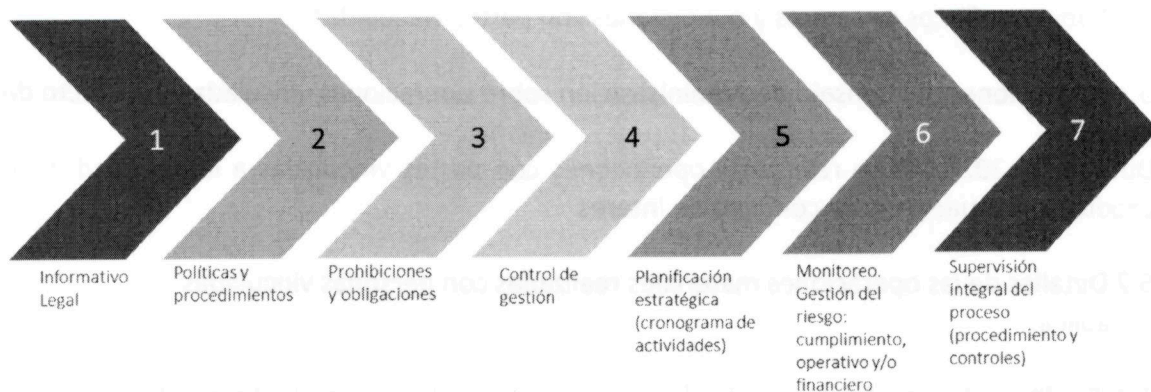 1
2
3
4
5
6
7
Informativo
Legal
Políticas y
procedimientos
Prohibiciones
y obligaciones
Control de
gestión
Planificación
estratégica
(cronograma de
actividades)
Monitoreo.
Gestión del
riesgo:
cumplimiento,
operativo y/o
financiero
Supervisión
integral del
proceso
(procedimiento y
controles)